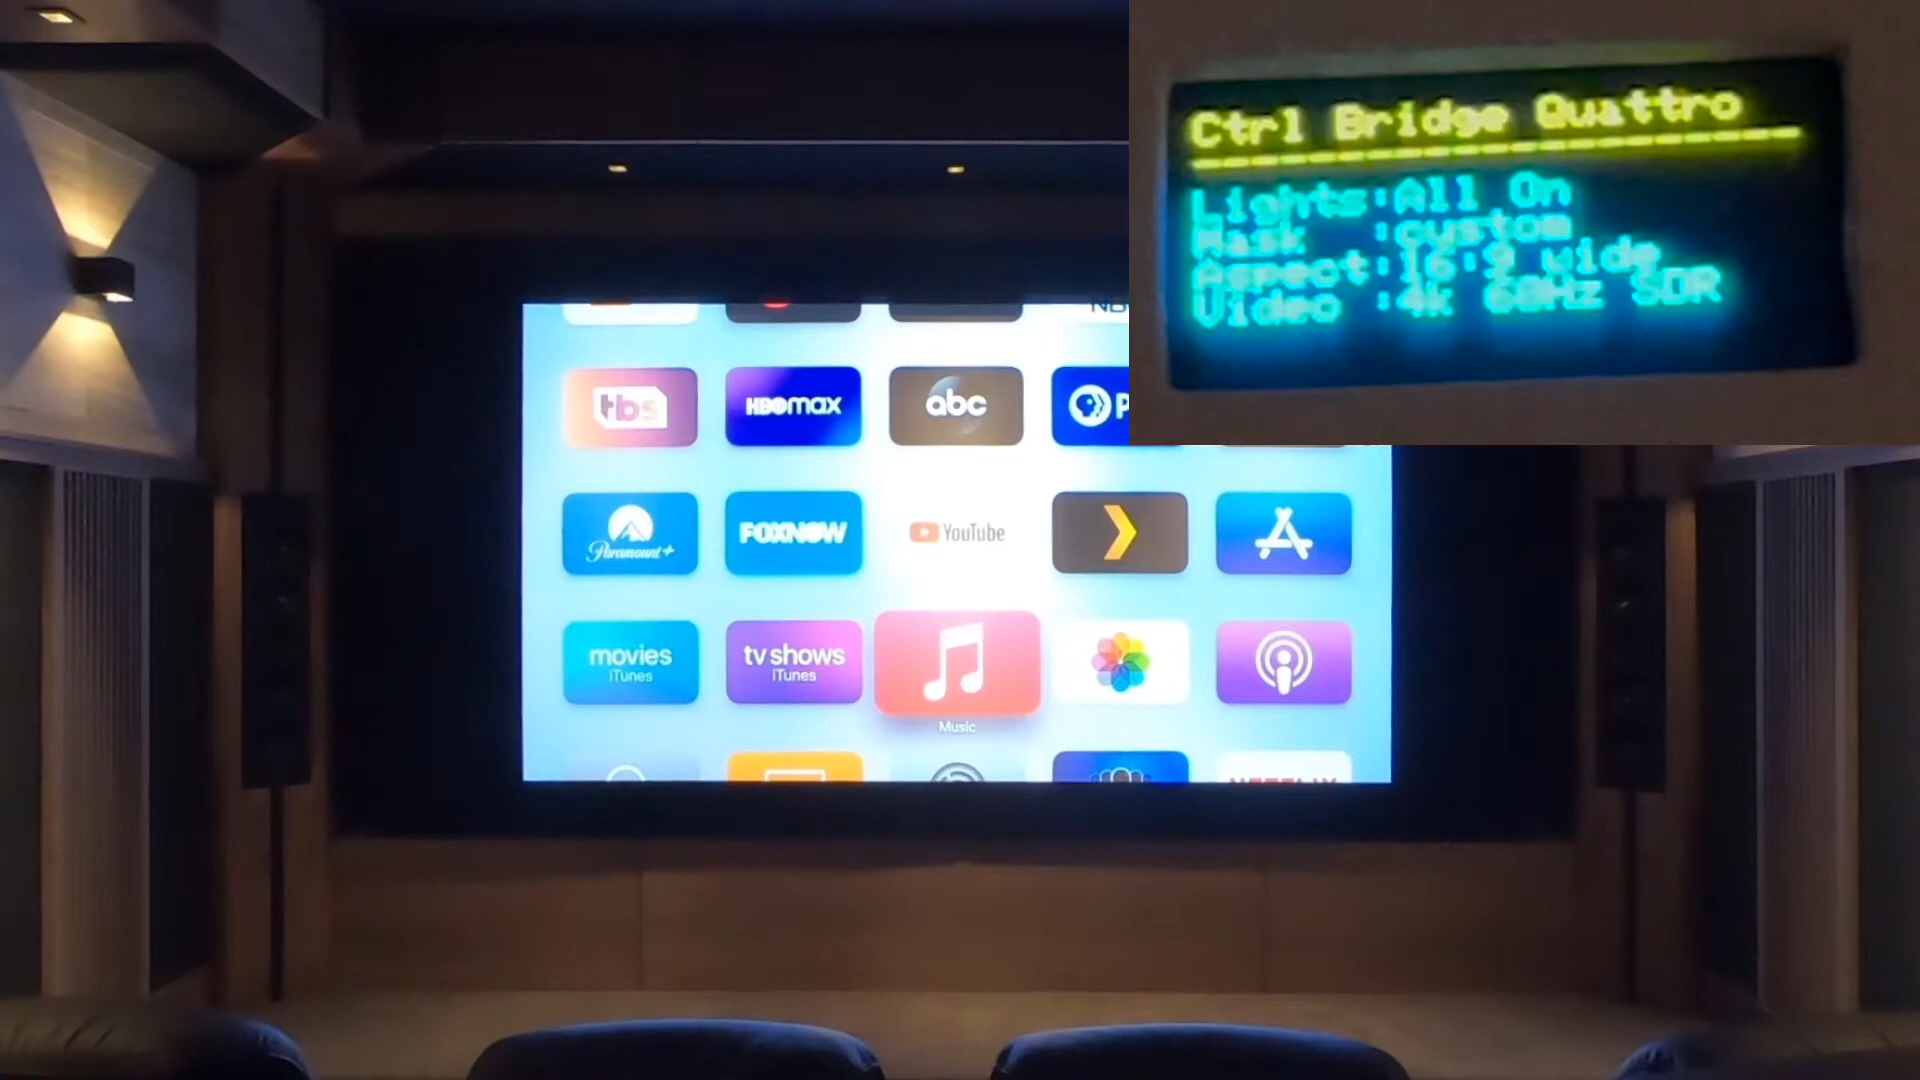 Ctrl Bridge Quattro
Lights:All On
Mask :custom
Aspect:16:9 wide
Video :4k 60Hz SDR
tbs
HBOmax
abc
Paramount+
FOXNOW
YouTube
movies
iTunes
tv shows
iTunes
Music
NETFLIX